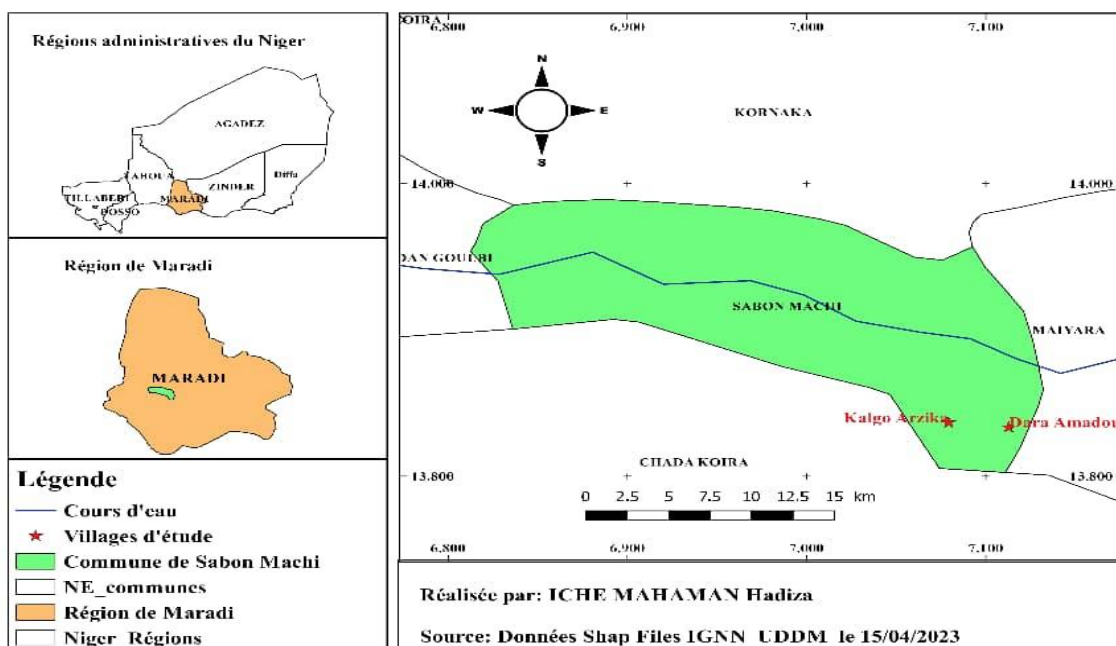 Régions administratives du Niger
AGADEZ
TAHOUA
ZINDER
Diffa
TILLABERI
MARADI
DOSSO
Région de Maradi
MARADI
Légende
Cours d'eau
Villages d'étude
Commune de Sabon Machi
NE_communes
Région de Maradi
Niger_Régions
KOIRA
6,800 6,900 7,000 7,100
N
W E
S
KORNAKA
14,000 14,000
DAN GOULBI
SABON MACHI
MAIYARA
Kalgo Arzika Dara Amadou
CHADA KOIRA
13,800 13,800
0 2.5 5 7.5 10 12.5 15 km
6,800 6,900 7,000 7,100
Réalisée par: ICHE MAHAMAN Hadiza
Source: Données Shap Files IGNN_UDDM_le 15/04/2023